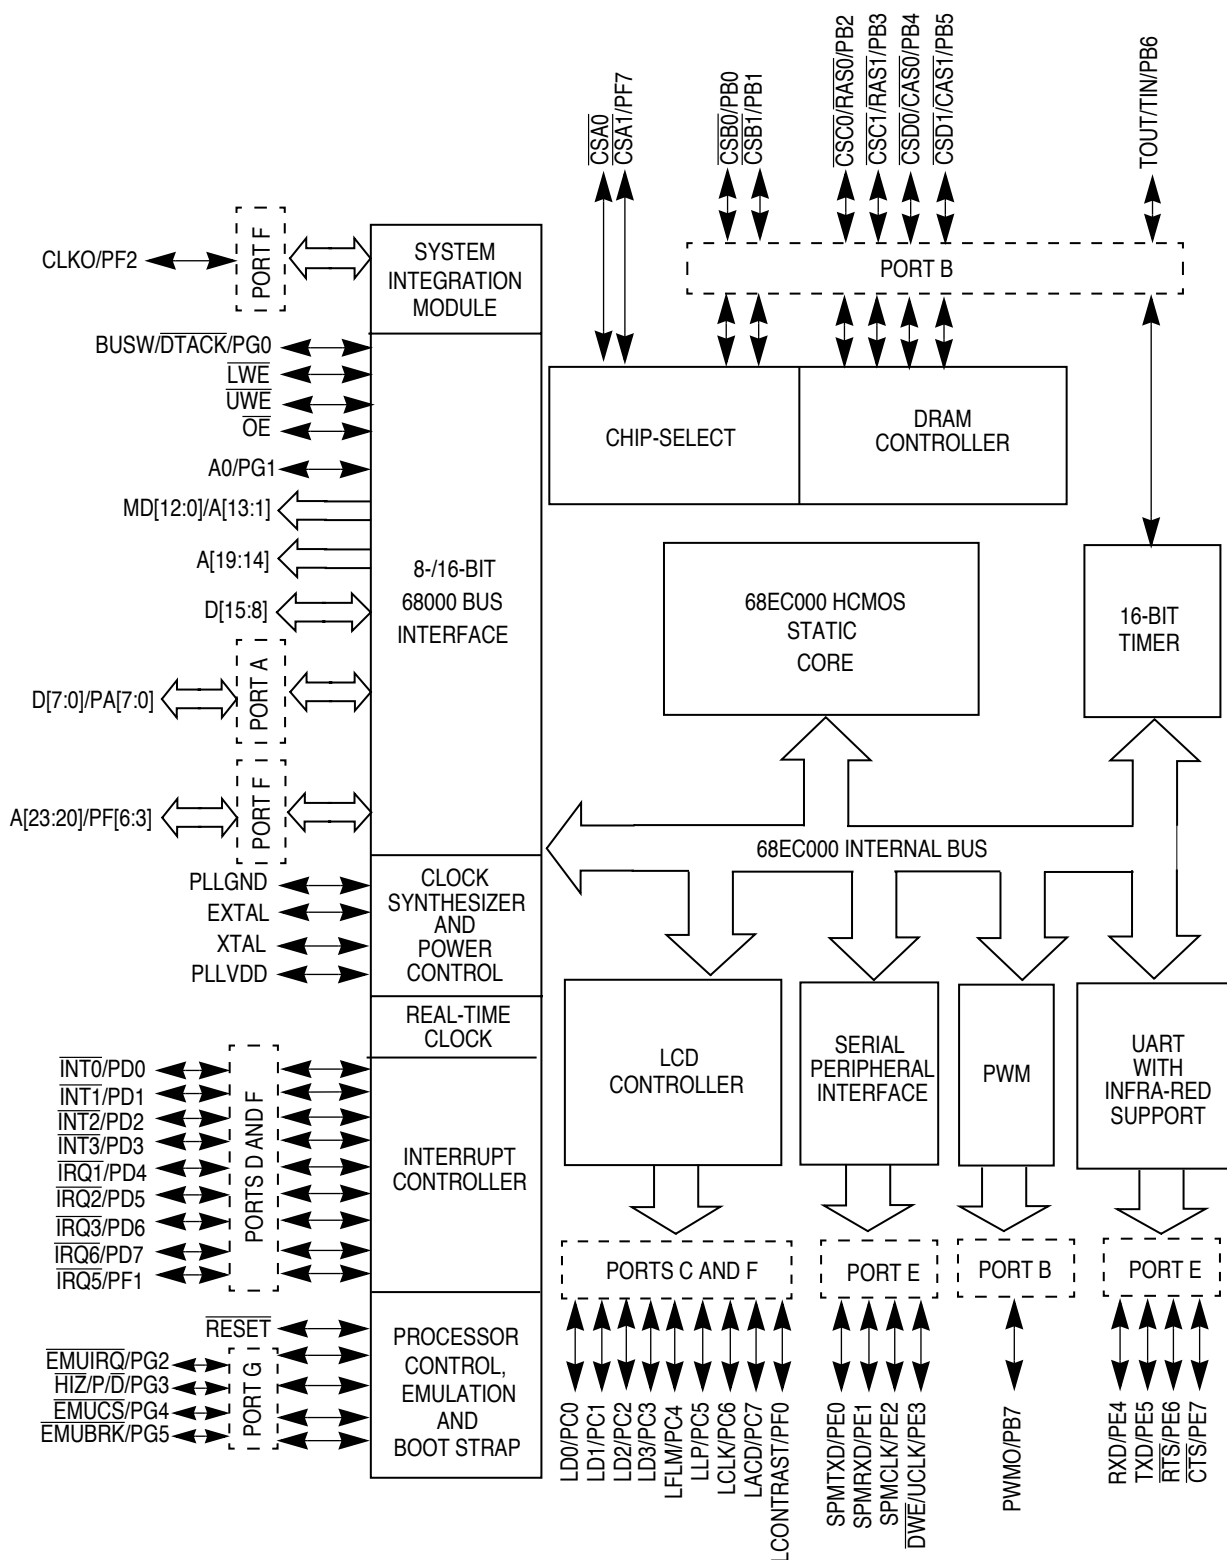 CSA0
CSA1/PF7
CSB0/PB0
CSB1/PB1
CSC0/RAS0/PB2
CSC1/RAS1/PB3
CSD0/CAS0/PB4
CSD1/CAS1/PB5
TOUT/TIN/PB6
PORT B
CLKO/PF2
PORT F
SYSTEM
INTEGRATION
MODULE
BUSW/DTACK/PG0
LWE
UWE
OE
A0/PG1
MD[12:0]/A[13:1]
A[19:14]
D[15:8]
D[7:0]/PA[7:0]
PORT A
A[23:20]/PF[6:3]
PORT F
8-/16-BIT
68000 BUS
INTERFACE
CHIP-SELECT
DRAM
CONTROLLER
68EC000 HCMOS
STATIC
CORE
16-BIT
TIMER
68EC000 INTERNAL BUS
PLLGND
EXTAL
XTAL
PLLVDD
CLOCK
SYNTHESIZER
AND
POWER
CONTROL
REAL-TIME
CLOCK
INT0/PD0
INT1/PD1
INT2/PD2
INT3/PD3
IRQ1/PD4
IRQ2/PD5
IRQ3/PD6
IRQ6/PD7
IRQ5/PF1
PORTS D AND F
INTERRUPT
CONTROLLER
RESET
EMUIRQ/PG2
HIZ/P/D/PG3
EMUCS/PG4
EMUBRK/PG5
PORT G
PROCESSOR
CONTROL,
EMULATION
AND
BOOT STRAP
LCD
CONTROLLER
SERIAL
PERIPHERAL
INTERFACE
PWM
UART
WITH
INFRA-RED
SUPPORT
PORTS C AND F
PORT E
PORT B
PORT E
LD0/PC0
LD1/PC1
LD2/PC2
LD3/PC3
LFLM/PC4
LLP/PC5
LCLK/PC6
LACD/PC7
LCONTRAST/PF0
SPMTXD/PE0
SPMRXD/PE1
SPMCLK/PE2
DWE/UCLK/PE3
PWMO/PB7
RXD/PE4
TXD/PE5
RTS/PE6
CTS/PE7